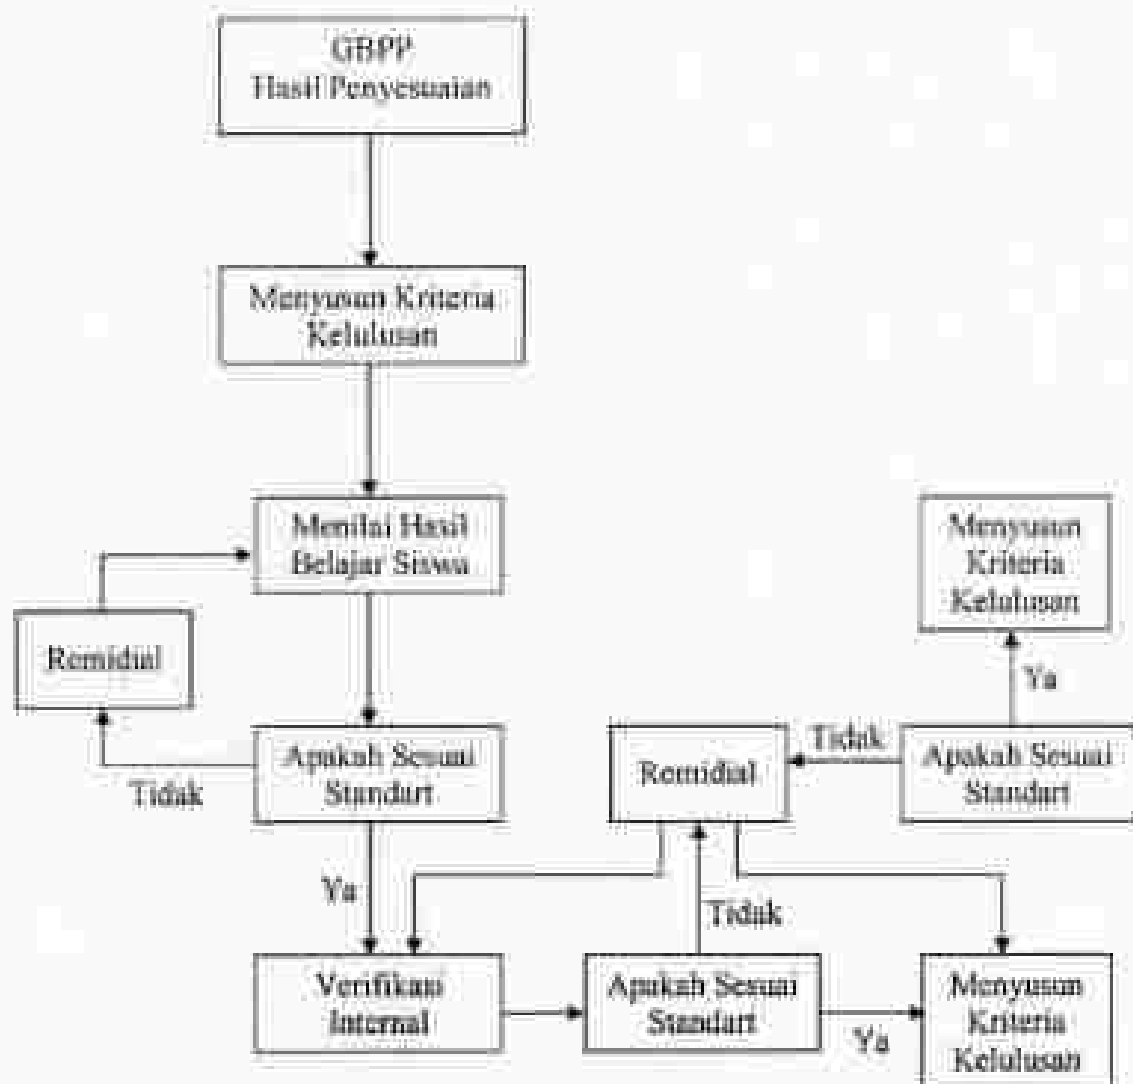 GBPP
Hasil Penyesuaian
Menyusun Kriteria
Kelulusan
Menilai Hasil
Belajar Siswa
Menyusun
Kriteria
Kelulusan
Remidial
Ya
Apakah Sesuai
Standart
Tidak
Remidial
Tidak
Apakah Sesuai
Standart
Ya
Tidak
Verifikasi
Internal
Apakah Sesuai
Standart
Ya
Menyusun
Kriteria
Kelulusan